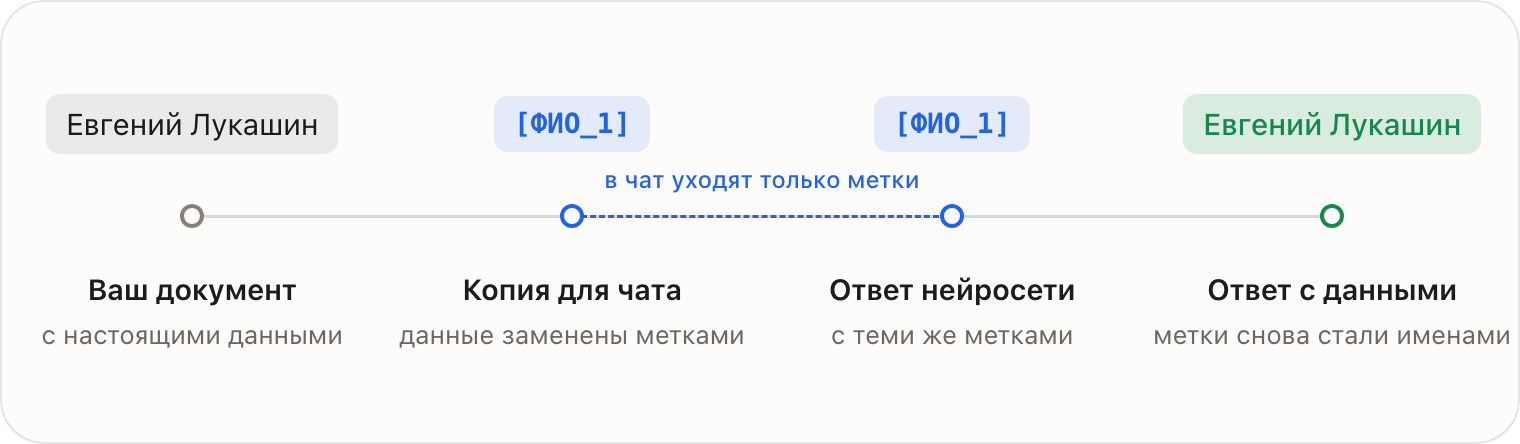 Евгений Лукашин
[ФИО_1]
[ФИО_1]
Евгений Лукашин
в чат уходят только метки
Ваш документ
с настоящими данными
Копия для чата
данные заменены метками
Ответ нейросети
с теми же метками
Ответ с данными
метки снова стали именами